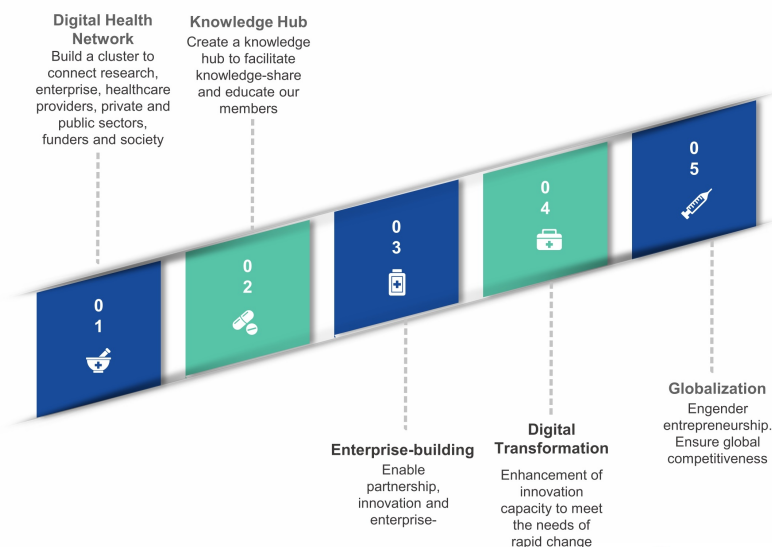 Digital Health
Network
Build a cluster to
connect research,
enterprise, healthcare
providers, private and
public sectors,
funders and society
Knowledge Hub
Create a knowledge
hub to facilitate
knowledge-share
and educate our
members
0
1
0
2
0
3
0
4
0
5
Enterprise-building
Enable
partnership,
innovation and
enterprise-
Digital
Transformation
Enhancement of
innovation
capacity to meet
the needs of
rapid change
Globalization
Engender
entrepreneurship.
Ensure global
competitiveness